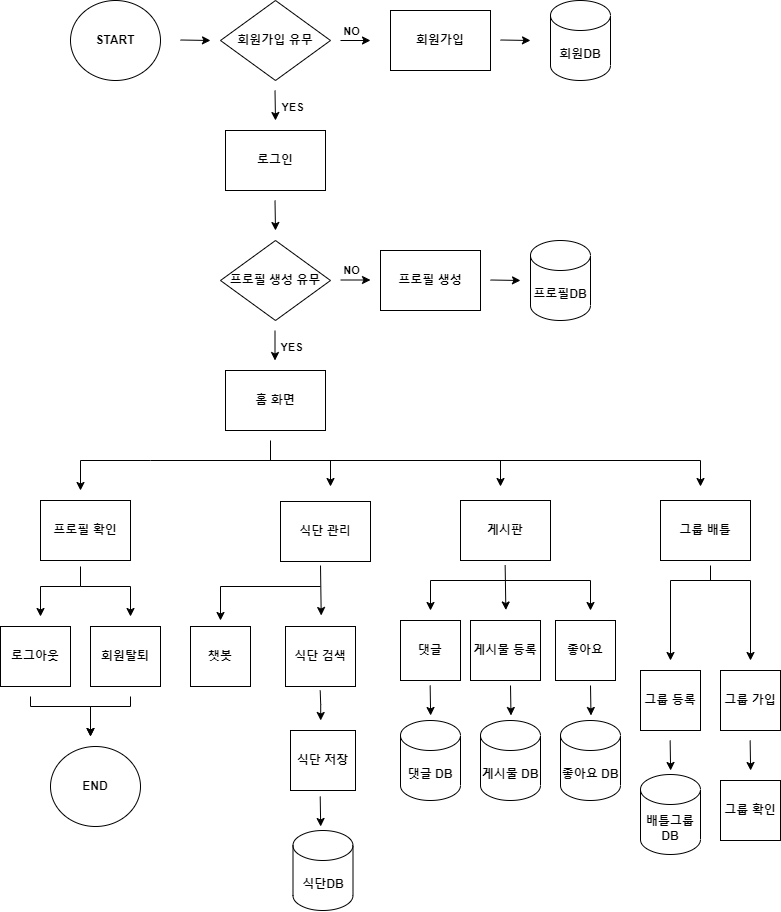 START
회원가입 유무
NO
회원가입
회원DB
YES
로그인
프로필 생성 유무
NO
프로필 생성
프로필DB
YES
홈 화면
프로필 확인
식단 관리
게시판
그룹 배틀
로그아웃
회원탈퇴
챗봇
식단 검색
댓글
게시물 등록
좋아요
그룹 등록
그룹 가입
식단 저장
댓글 DB
게시물 DB
좋아요 DB
END
배틀그룹
DB
그룹 확인
식단DB